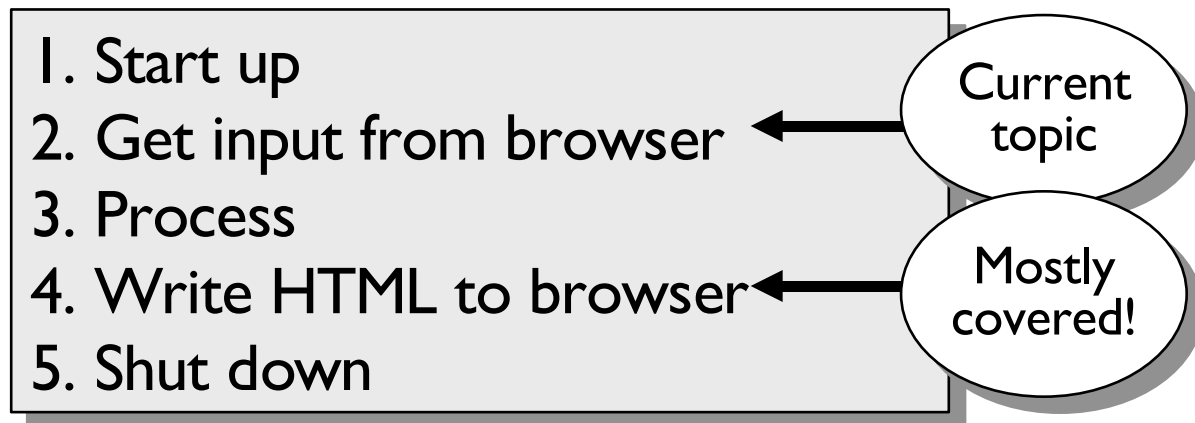 1. Start up
2. Get input from browser
3. Process
4. Write HTML to browser
5. Shut down
Current
topic
Mostly
covered!